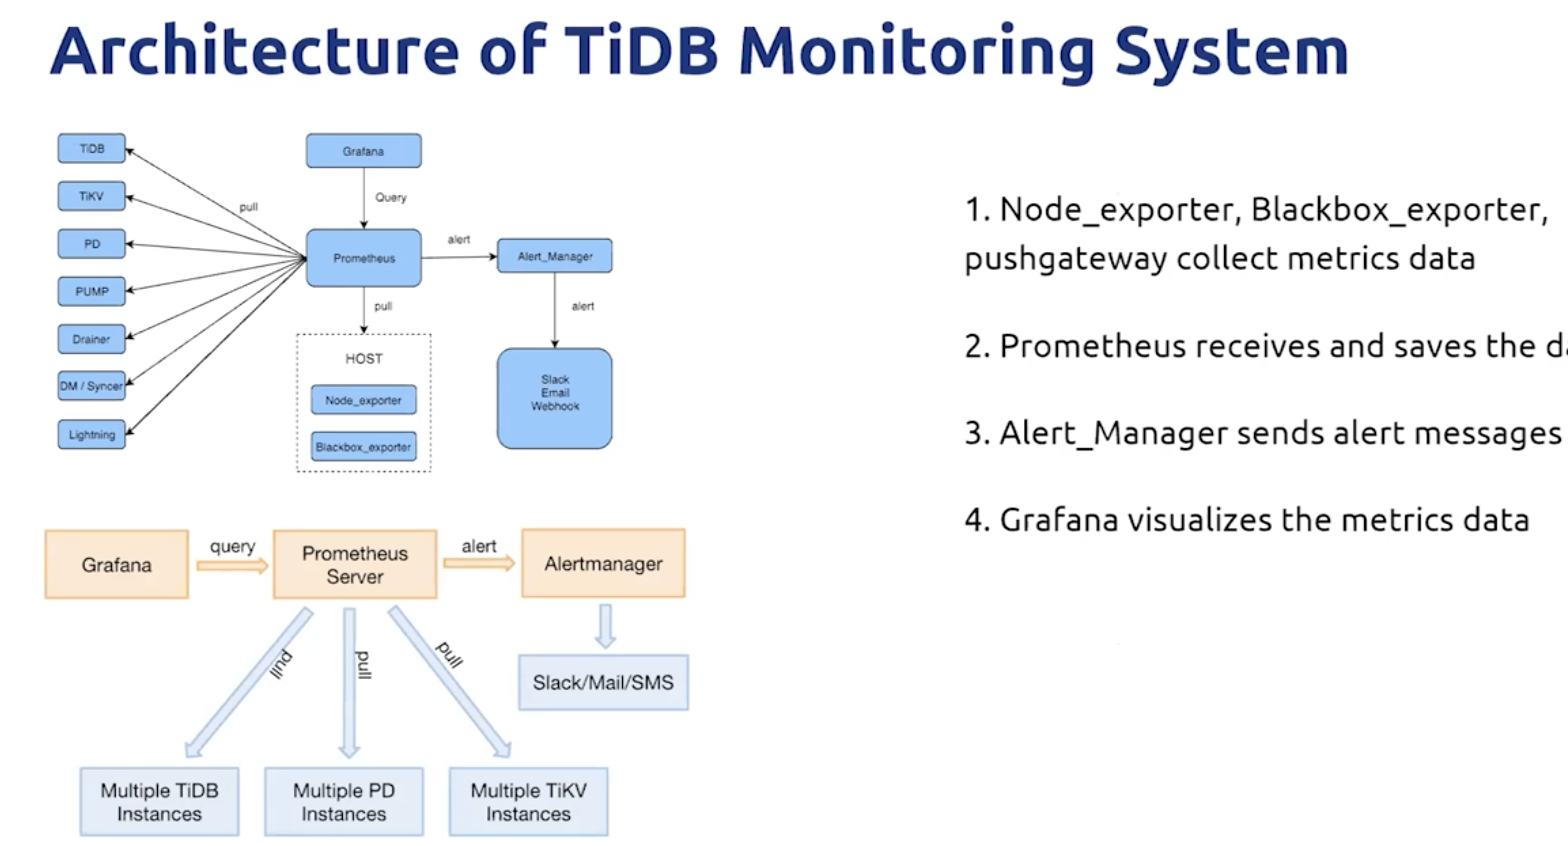 Architecture of TiDB Monitoring System
TiDB
TiKV
PD
PUMP
Drainer
DM / Syncer
Lightning
pull
Grafana
Query
Prometheus
alert
Alert_Manager
pull
alert
HOST
Node_exporter
Blackbox_exporter
Slack
Email
Webhook
1. Node_exporter, Blackbox_exporter,
pushgateway collect metrics data
2. Prometheus receives and saves the
3. Alert_Manager sends alert messages
4. Grafana visualizes the metrics data
Grafana
query
Prometheus
Server
alert
Alertmanager
pull
pull
pull
Slack/Mail/SMS
Multiple TiDB
Instances
Multiple PD
Instances
Multiple TiKV
Instances